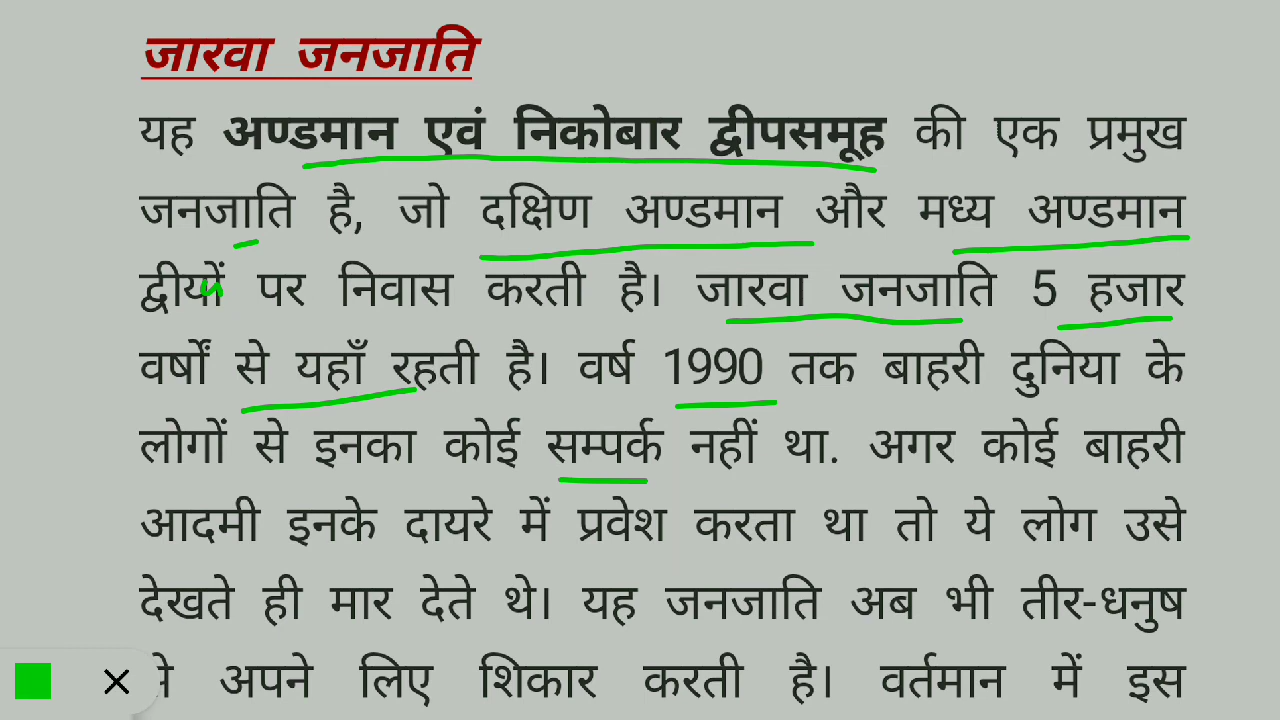 जारवा जनजाति
यह अण्डमान एवं निकोबार द्वीपसमूह की एक प्रमुख
जनजाति है, जो दक्षिण अण्डमान और मध्य अण्डमान
द्वीयों पर निवास करती है। जारवा जनजाति 5 हजार
वर्षों से यहाँ रहती है। वर्ष 1990 तक बाहरी दुनिया के
लोगों से इनका कोई सम्पर्क नहीं था. अगर कोई बाहरी
आदमी इनके दायरे में प्रवेश करता था तो ये लोग उसे
देखते ही मार देते थे। यह जनजाति अब भी तीर-धनुष
अपने लिए शिकार करती है। वर्तमान में इस